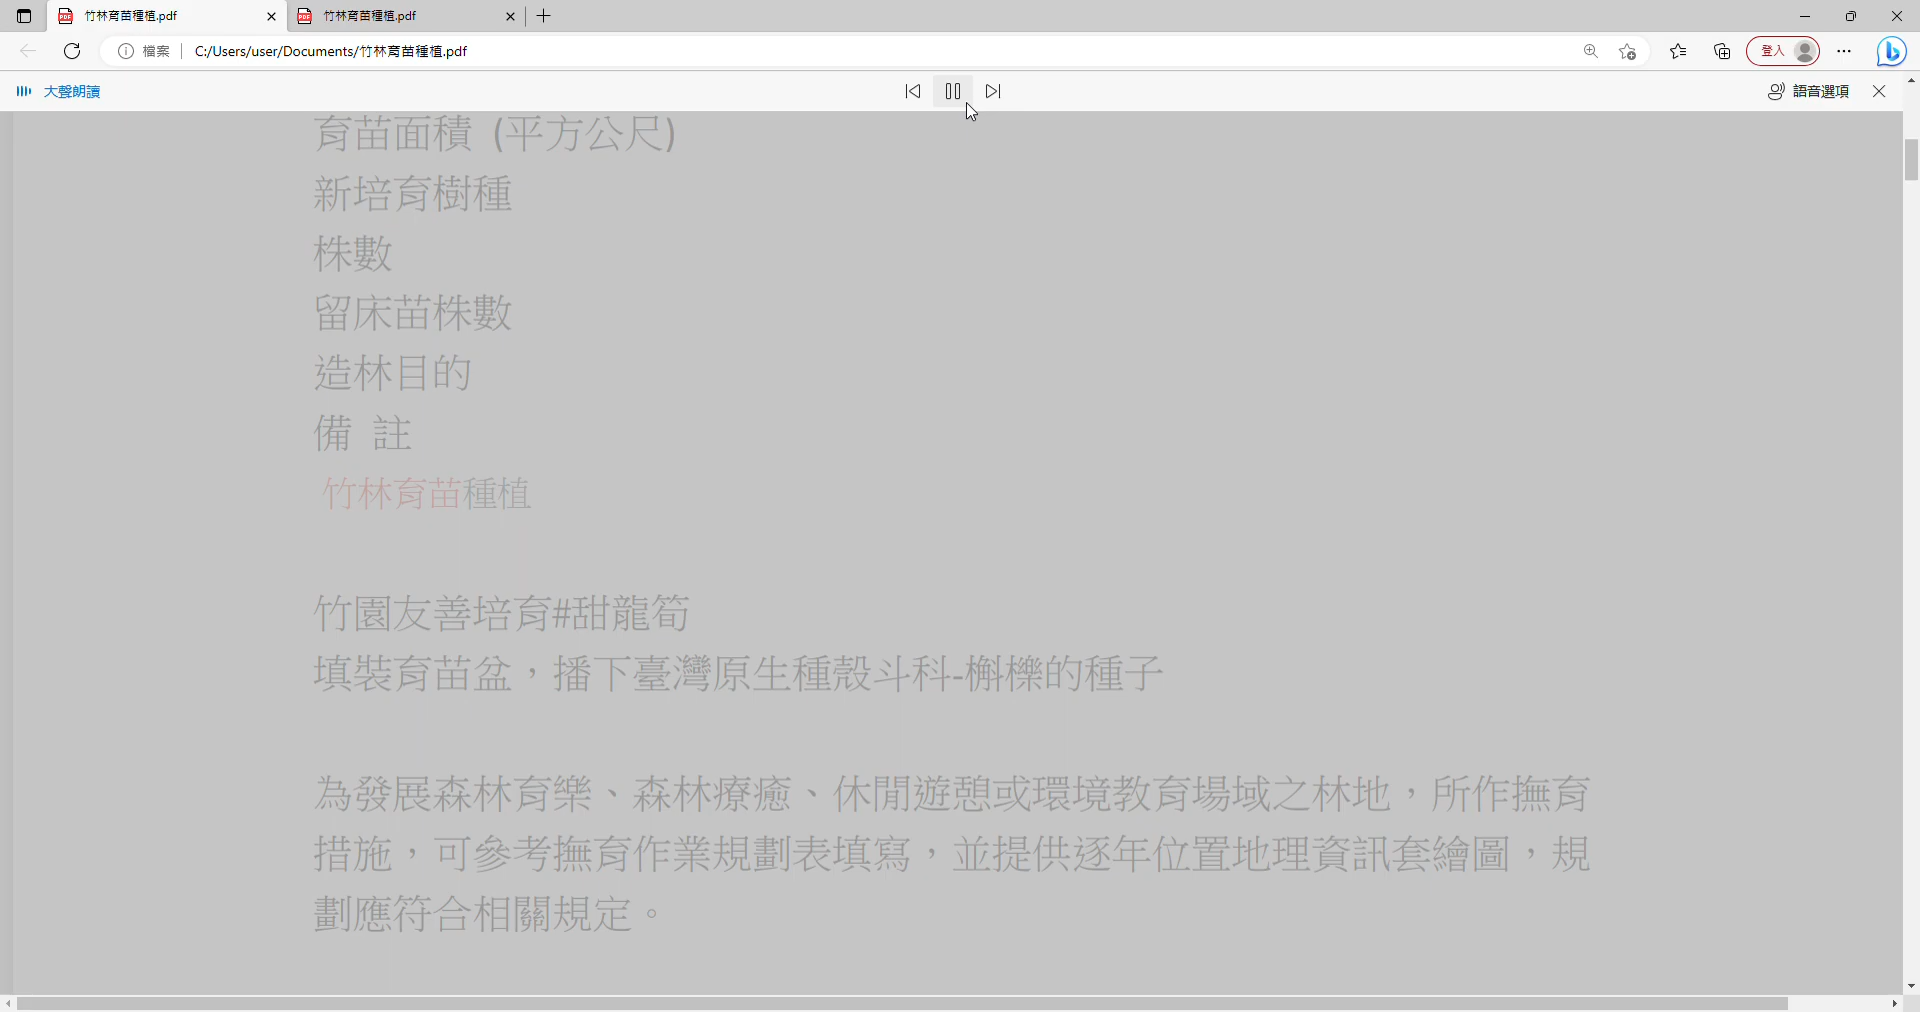 竹林育苗種植.pdf
竹林育苗種植.pdf
檔案
C:/Users/user/Documents/竹林育苗種植.pdf
登入
大聲朗讀
語音選項
育苗面積 (平方公尺)
新培育樹種
株數
留床苗株數
造林目的
備 註
竹林育苗種植
竹園友善培育#甜龍筍
填裝育苗盆，播下臺灣原生種殼斗科-槲櫟的種子
為發展森林育樂、森林療癒、休閒遊憩或環境教育場域之林地，所作撫育
措施，可參考撫育作業規劃表填寫，並提供逐年位置地理資訊套繪圖，規
劃應符合相關規定。